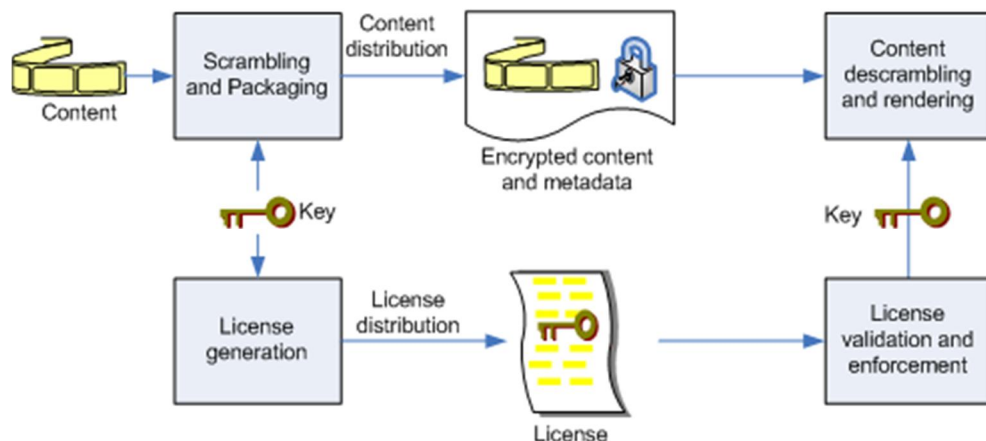 Content
Scrambling
and Packaging
Content
distribution
Encrypted content
and metadata
Content
descrambling
and rendering
Key
Key
License
generation
License
distribution
License
License
validation and
enforcement